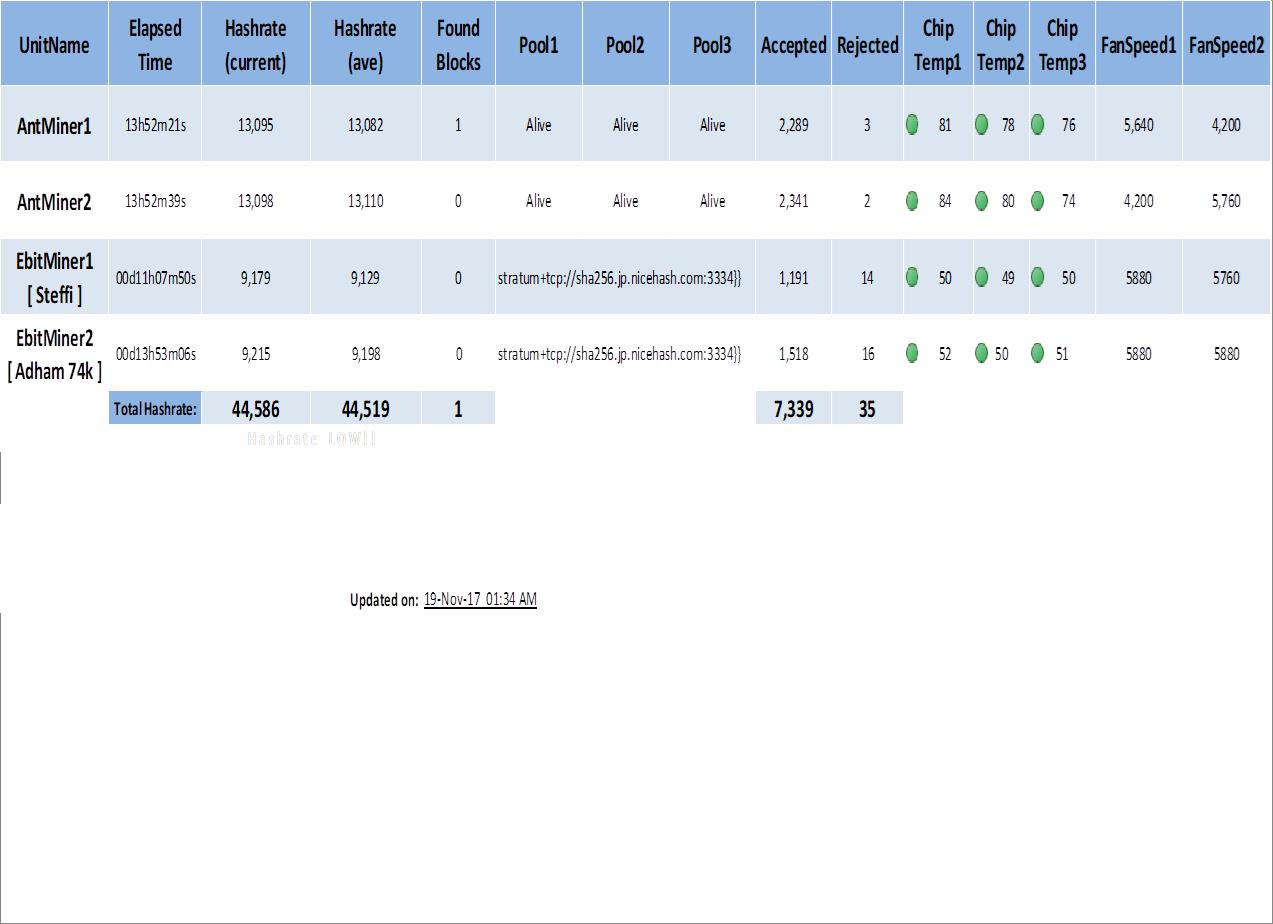 UnitName Elapsed Time Hashrate (current) Hashrate (ave) Found Blocks Pool1 Pool2 Pool3 Accepted Rejected Chip Temp1 Chip Temp2 Chip Temp3 FanSpeed1 FanSpeed2
AntMiner1 13h52m21s 13,095 13,082 1 Alive Alive Alive 2,289 3 81 78 76 5,640 4,200
AntMiner2 13h52m39s 13,098 13,110 0 Alive Alive Alive 2,341 2 84 80 74 4,200 5,760
EbitMiner1 [ Steffi ] 00d11h07m50s 9,179 9,129 0 stratum+tcp://sha256.jp.nicehash.com:3334}} 1,191 14 50 49 50 5880 5760
EbitMiner2 [ Adham 74k ] 00d13h53m06s 9,215 9,198 0 stratum+tcp://sha256.jp.nicehash.com:3334}} 1,518 16 52 50 51 5880 5880
Total Hashrate: 44,586 44,519 1 7,339 35
Hashrate LOW!!
Updated on: 19-Nov-17 01:34 AM